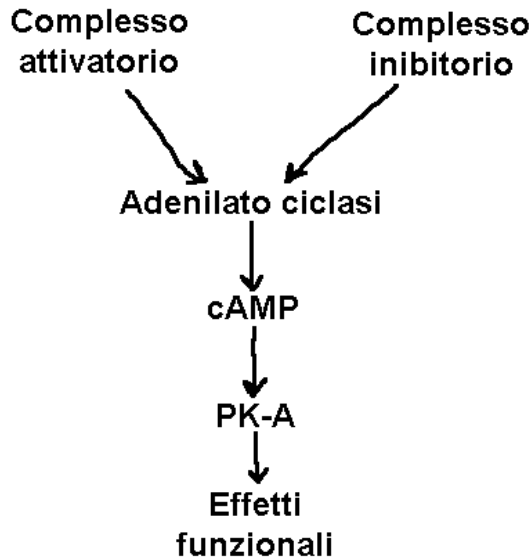 Complesso
attivatorio
Complesso
inibitorio
Adenilato ciclasi
cAMP
PK-A
Effetti
funzionali